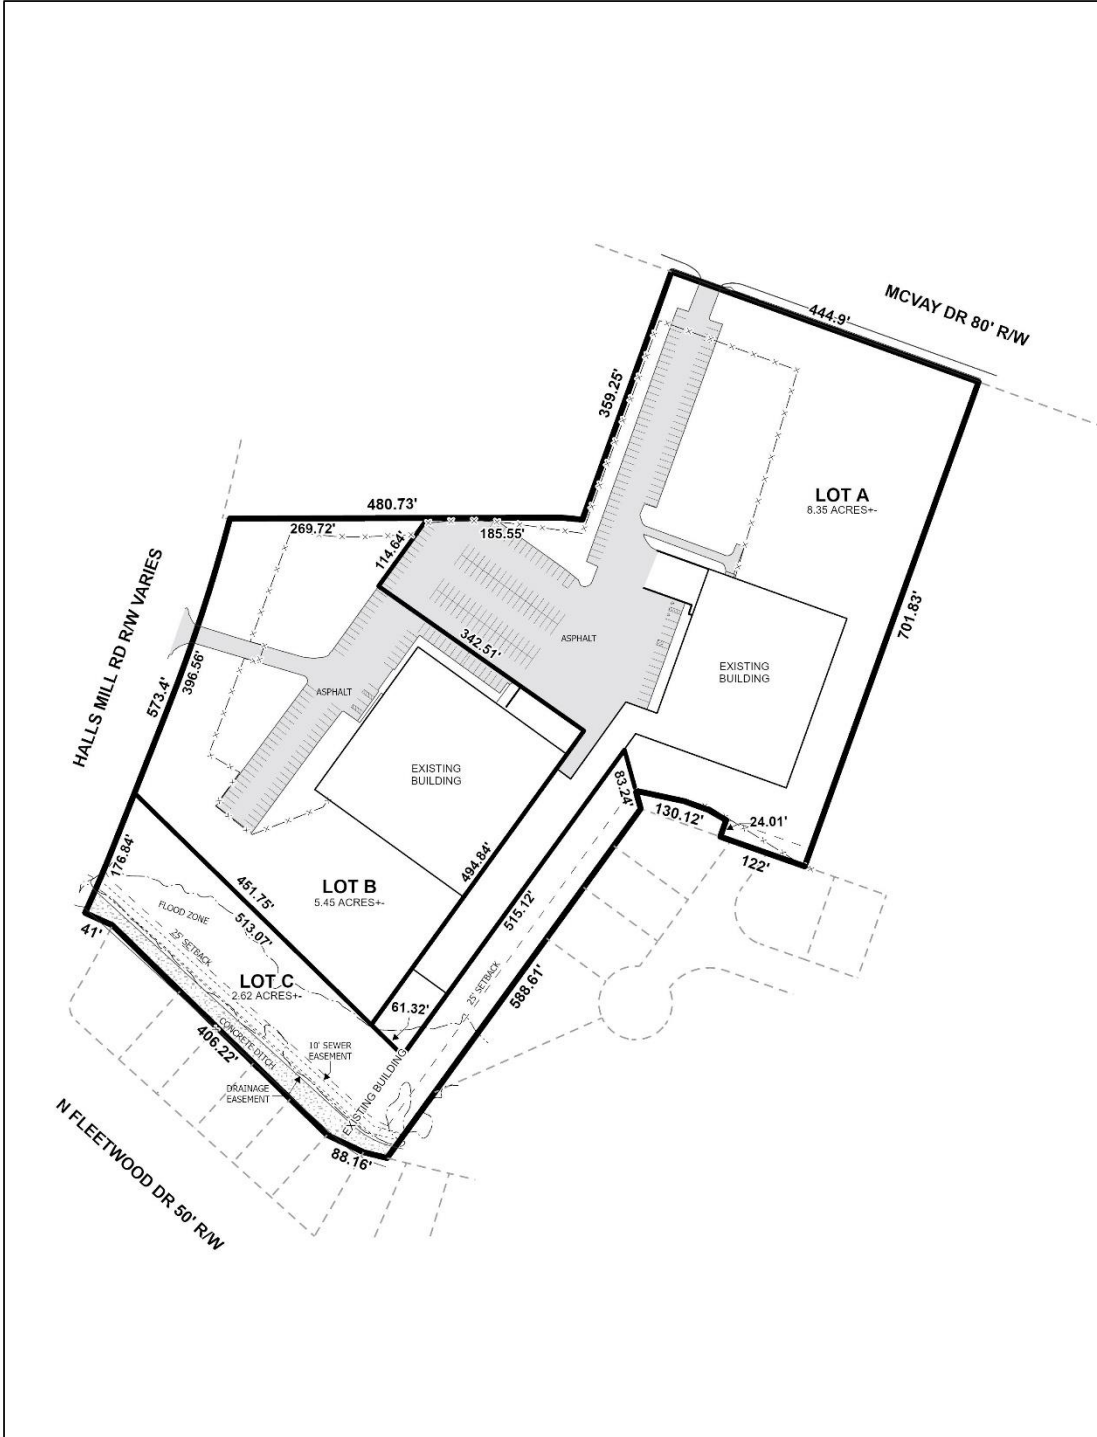 MCVAY DR 80' R/W
444.9'
359.25'
LOT A
8.35 ACRES+-
480.73'
269.72'
185.55'
114.64'
HALLS MILL RD R/W VARIES
701.83'
342.51'
ASPHALT
396.56'
573.4'
ASPHALT
EXISTING
BUILDING
EXISTING
BUILDING
83.24'
130.12'
24.01'
122'
176.84'
494.84'
451.75'
LOT B
5.45 ACRES+-
FLOOD ZONE
513.07'
515.12'
41'
25' SETBACK
LOT C
2.62 ACRES+-
25' SETBACK
588.61'
61.32'
406.22'
CONCRETE DITCH
10' SEWER
EASEMENT
DRAINAGE
EASEMENT
EXISTING BUILDING
N FLEETWOOD DR 50' R/W
88.16'